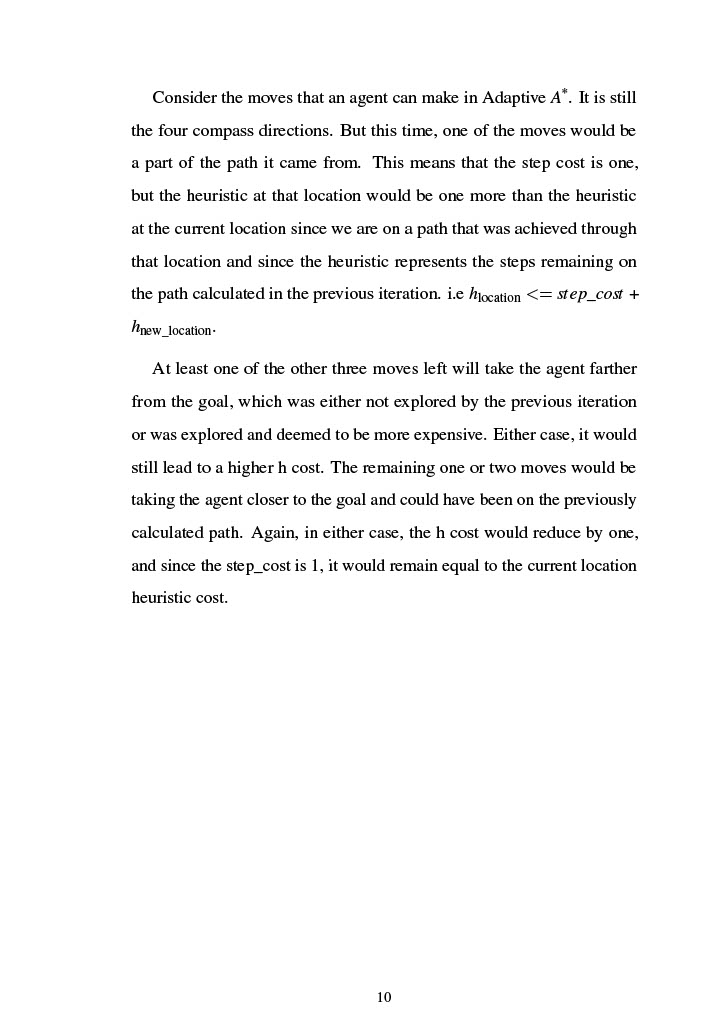 Consider the moves that an agent can make in Adaptive A*. It is still
the four compass directions. But this time, one of the moves would be
a part of the path it came from. This means that the step cost is one,
but the heuristic at that location would be one more than the heuristic
at the current location since we are on a path that was achieved through
that location and since the heuristic represents the steps remaining on
the path calculated in the previous iteration. i.e h_location <= step_cost +
h_new_location.
At least one of the other three moves left will take the agent farther
from the goal, which was either not explored by the previous iteration
or was explored and deemed to be more expensive. Either case, it would
still lead to a higher h cost. The remaining one or two moves would be
taking the agent closer to the goal and could have been on the previously
calculated path. Again, in either case, the h cost would reduce by one,
and since the step_cost is 1, it would remain equal to the current location
heuristic cost.
10